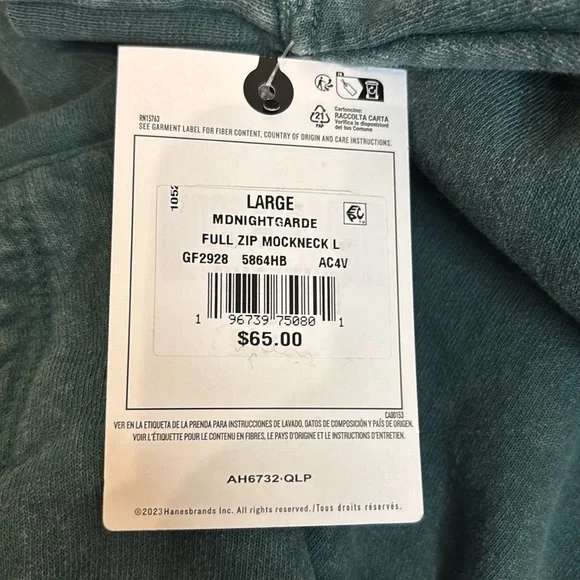 RN15763
SEE GARMENT LABEL FOR FIBER CONTENT, COUNTRY OF ORIGIN AND CARE INSTRUCTIONS.
21
PAP
Cartoncino:
RACCOLTA CARTA
Verifica le disposizioni
del tuo Comune
1052
LARGE
MDNIGHTGARDE
FULL ZIP MOCKNECK L
GF2928 5864HB AC4V
1 96739 75080 1
$65.00
CA00153
VER EN LA ETIQUETA DE LA PRENDA PARA INSTRUCCIONES DE LAVADO, DATOS DE COMPOSICIÓN Y PAÍS DE ORIGEN.
VOIR L'ÉTIQUETTE POUR LE CONTENU EN FIBRES, LE PAYS D'ORIGINE ET LE INSTRUCTIONS D'ENTRETIEN.
AH6732-QLP
©2023 Hanesbrands Inc. All rights reserved./Tous droits réservés.